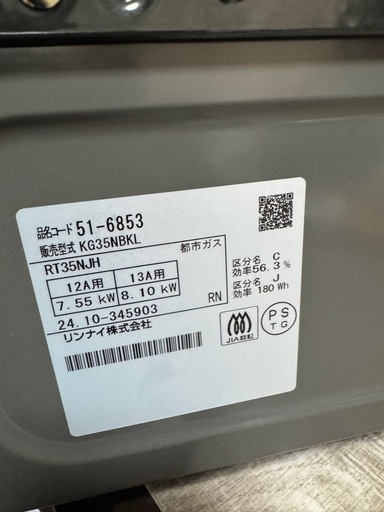 品名コード 51-6853
販売型式 KG35NBKL
RT35NJH 都市ガス
12A用 13A用
7.55 kW 8.10 kW
24.10-345903 RN
リンナイ株式会社
区分名 C
効率56.3 %
区分名 J
効率 180 Wh
JIA認証
PS
TG